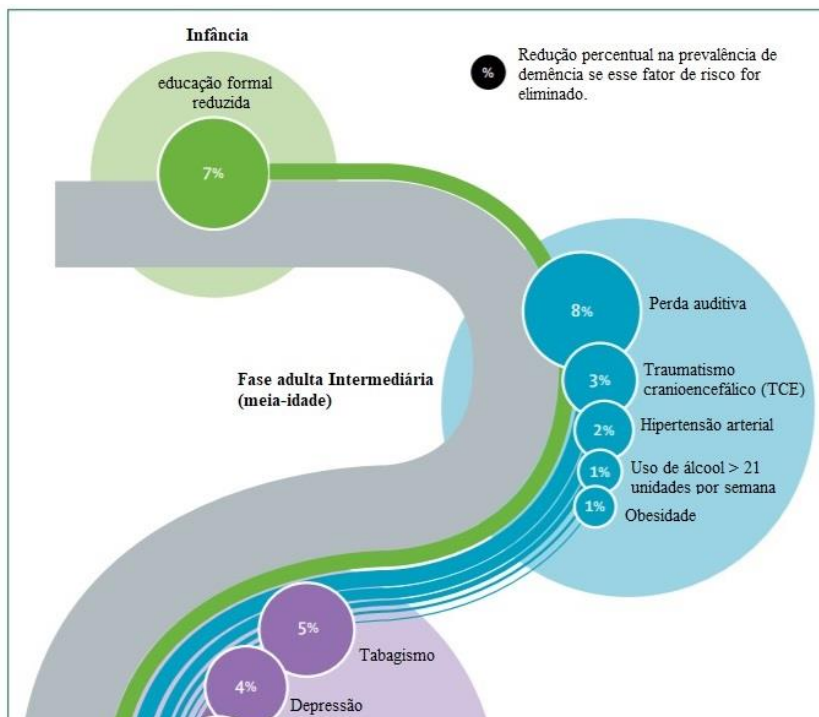 Infância
educação formal
reduzida
7%
%
Redução percentual na prevalência de
demência se esse fator de risco for
eliminado.
8%
Perda auditiva
Fase adulta Intermediária
(meia-idade)
3%
Traumatismo
cranioencefálico (TCE)
2%
Hipertensão arterial
1%
Uso de álcool > 21
unidades por semana
1%
Obesidade
5%
Tabagismo
4%
Depressão